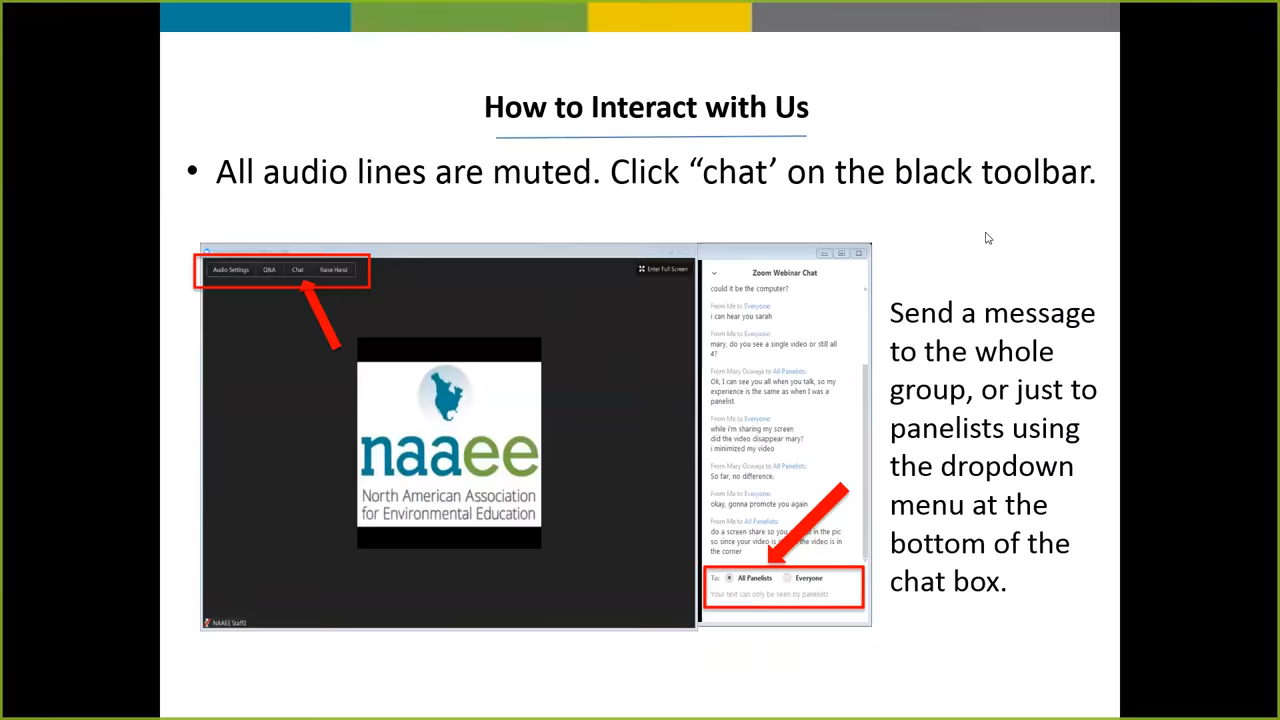 How to Interact with Us
• All audio lines are muted. Click “chat’ on the black toolbar.
Audio Settings Q&A Chat Raise Hand
Enter Full Screen
naaee
North American Association
for Environmental Education
NAAEE Staff2
Zoom Webinar Chat
could it be the computer?
From Me to Everyone:
i can hear you sarah
From Me to Everyone:
mary, do you see a single video or still all
4?
From Mary Ocweja to All Panelists:
Ok, I can see you all when you talk, so my
experience is the same as when I was a
panelist
From Me to Everyone:
while i'm sharing my screen
did the video disappear mary?
i minimized my video
From Mary Ocweja to All Panelists:
So far, no difference.
From Me to Everyone:
okay, gonna promote you again
From Me to All Panelists:
do a screen share so you in the pic
so since your video is the video is in
the corner
To: All Panelists Everyone
Your text can only be seen by panelists
Send a message
to the whole
group, or just to
panelists using
the dropdown
menu at the
bottom of the
chat box.